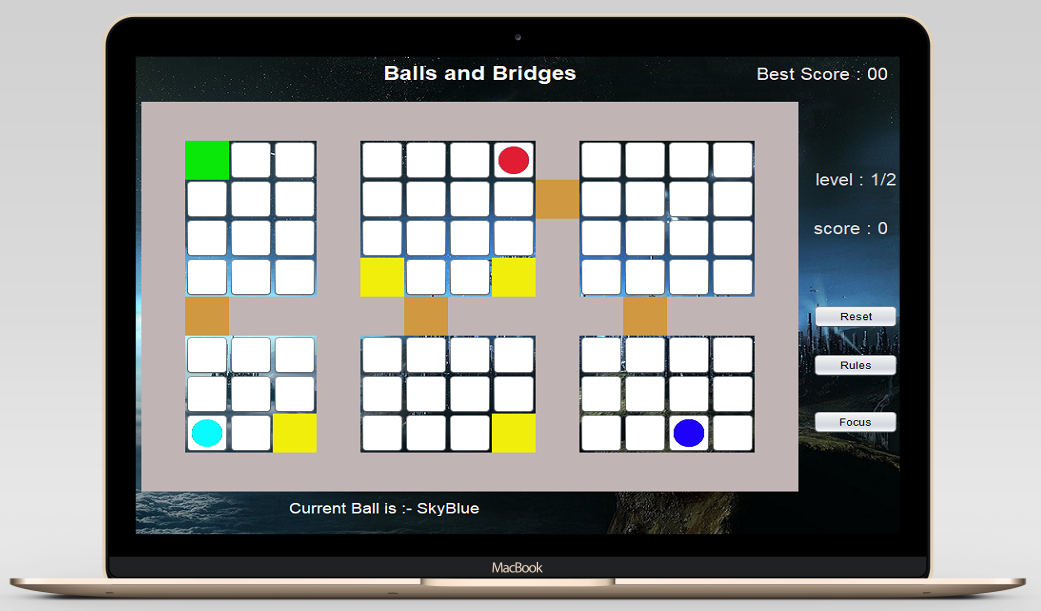 Balls and Bridges
Best Score : 00
level : 1/2
score : 0
Reset
Rules
Focus
Current Ball is :- SkyBlue
MacBook